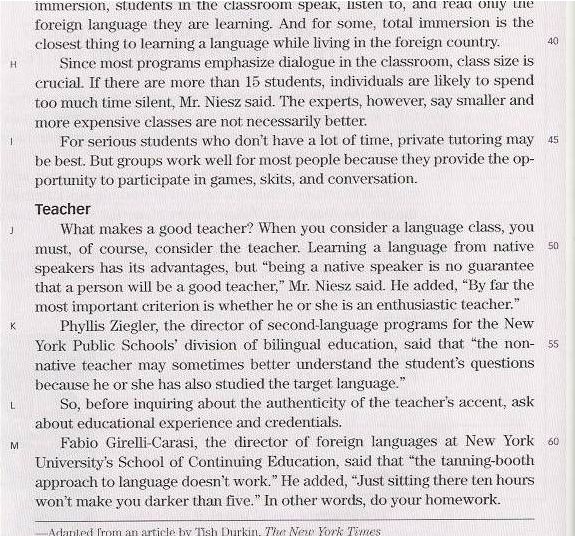 immersion, students in the classroom speak, listen to, and read only the
foreign language they are learning. And for some, total immersion is the
closest thing to learning a language while living in the foreign country. 40
H Since most programs emphasize dialogue in the classroom, class size is
crucial. If there are more than 15 students, individuals are likely to spend
too much time silent, Mr. Niesz said. The experts, however, say smaller and
more expensive classes are not necessarily better.
I For serious students who don't have a lot of time, private tutoring may 45
be best. But groups work well for most people because they provide the op-
portunity to participate in games, skits, and conversation.
Teacher
J What makes a good teacher? When you consider a language class, you
must, of course, consider the teacher. Learning a language from native 50
speakers has its advantages, but “being a native speaker is no guarantee
that a person will be a good teacher,” Mr. Niesz said. He added, “By far the
most important criterion is whether he or she is an enthusiastic teacher.”
K Phyllis Ziegler, the director of second-language programs for the New
York Public Schools' division of bilingual education, said that “the non- 55
native teacher may sometimes better understand the student's questions
because he or she has also studied the target language.”
L So, before inquiring about the authenticity of the teacher's accent, ask
about educational experience and credentials.
M Fabio Girelli-Carasi, the director of foreign languages at New York 60
University's School of Continuing Education, said that “the tanning-booth
approach to language doesn't work.” He added, “Just sitting there ten hours
won't make you darker than five.” In other words, do your homework.
—Adapted from an article by Tish Durkin, The New York Times